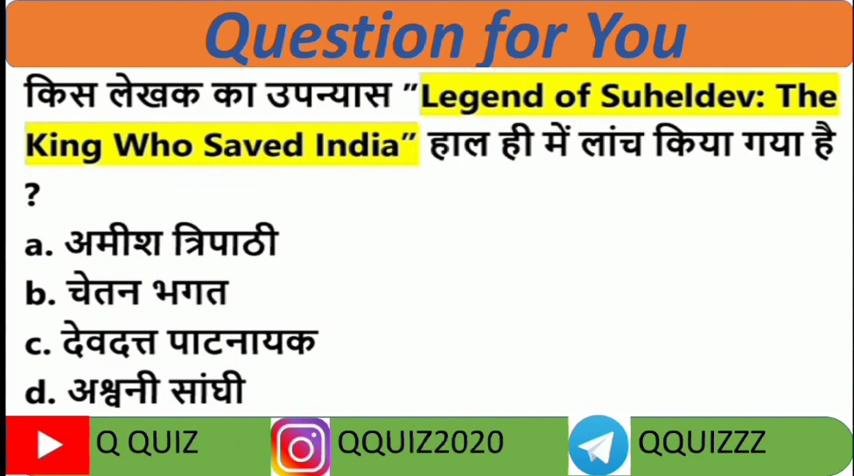 Question for You
किस लेखक का उपन्यास ”Legend of Suheldev: The
King Who Saved India” हाल ही में लांच किया गया है
?
a. अमीश त्रिपाठी
b. चेतन भगत
c. देवदत्त पाटनायक
d. अश्वनी सांघी
Q QUIZ QQUIZ2020 QQUIZZZ